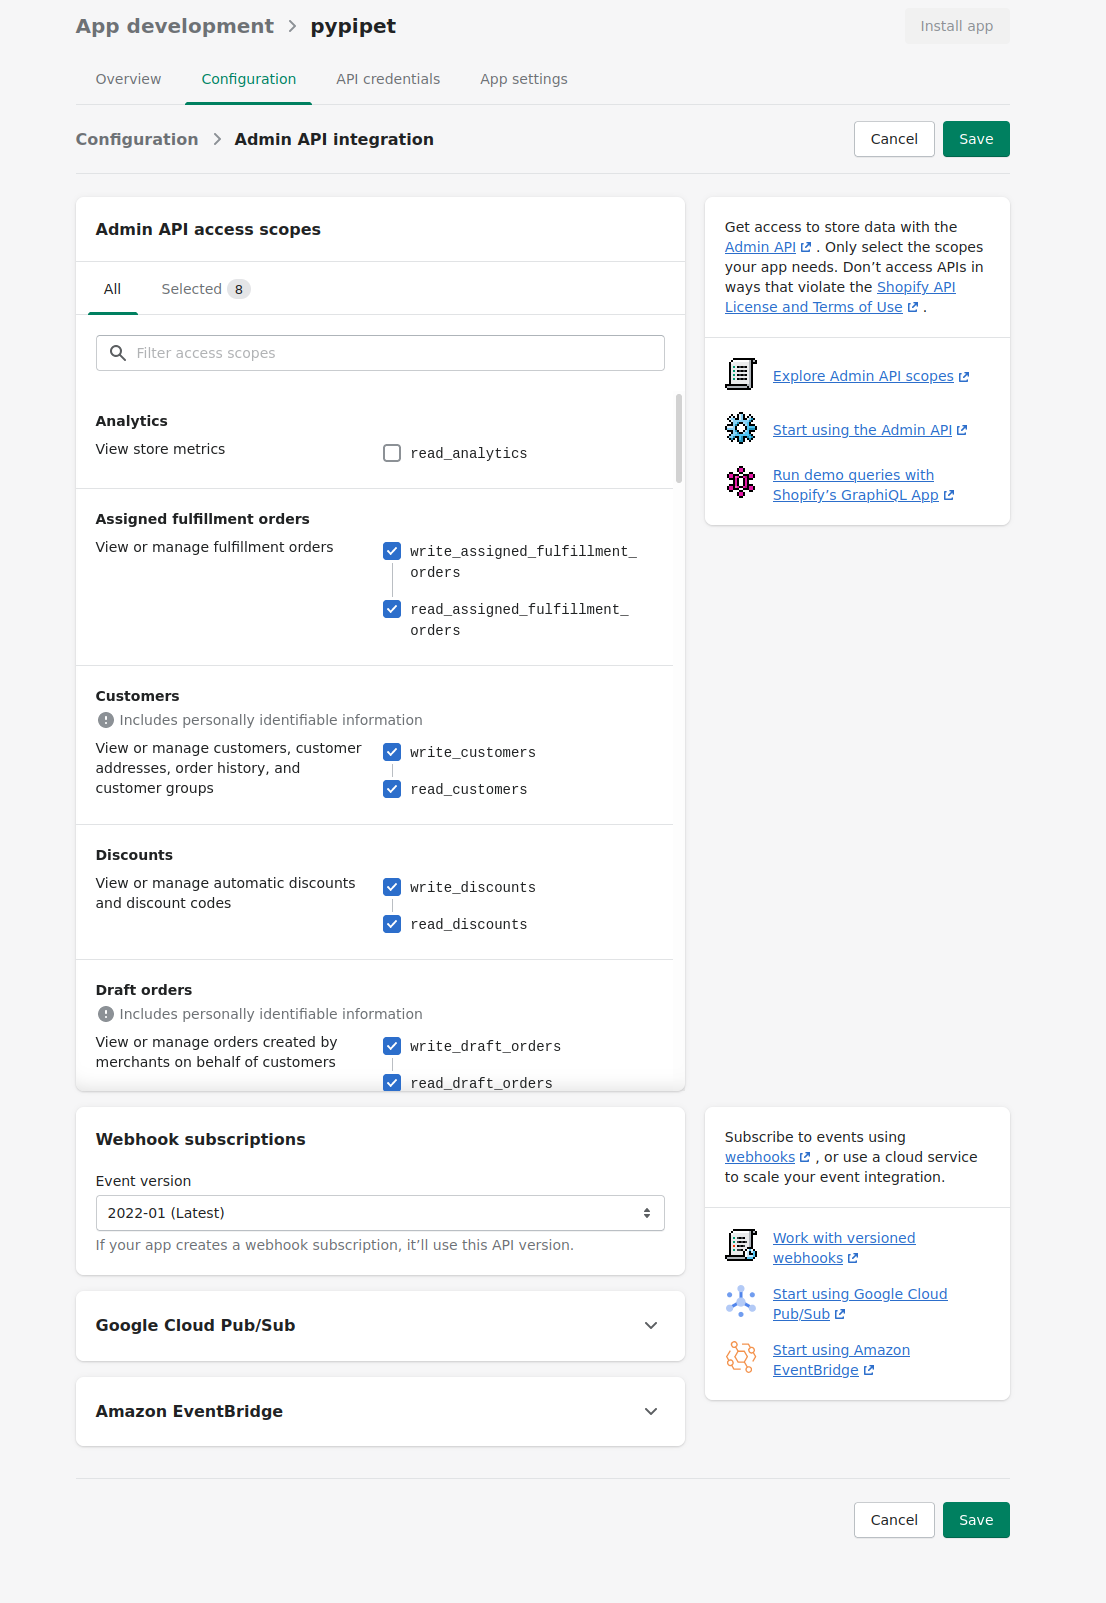 App development > pypipet
Install app
Overview Configuration API credentials App settings
Configuration > Admin API integration
Cancel Save
Admin API access scopes
All Selected 8
Filter access scopes
Analytics
View store metrics
read_analytics
Assigned fulfillment orders
View or manage fulfillment orders
write_assigned_fulfillment_
orders
read_assigned_fulfillment_
orders
Customers
Includes personally identifiable information
View or manage customers, customer
addresses, order history, and
customer groups
write_customers
read_customers
Discounts
View or manage automatic discounts
and discount codes
write_discounts
read_discounts
Draft orders
Includes personally identifiable information
View or manage orders created by
merchants on behalf of customers
write_draft_orders
read_draft_orders
Get access to store data with the
Admin API . Only select the scopes
your app needs. Don’t access APIs in
ways that violate the Shopify API
License and Terms of Use .
Explore Admin API scopes
Start using the Admin API
Run demo queries with
Shopify’s GraphiQL App
Webhook subscriptions
Event version
2022-01 (Latest)
If your app creates a webhook subscription, it’ll use this API version.
Google Cloud Pub/Sub
Amazon EventBridge
Subscribe to events using
webhooks , or use a cloud service
to scale your event integration.
Work with versioned
webhooks
Start using Google Cloud
Pub/Sub
Start using Amazon
EventBridge
Cancel Save